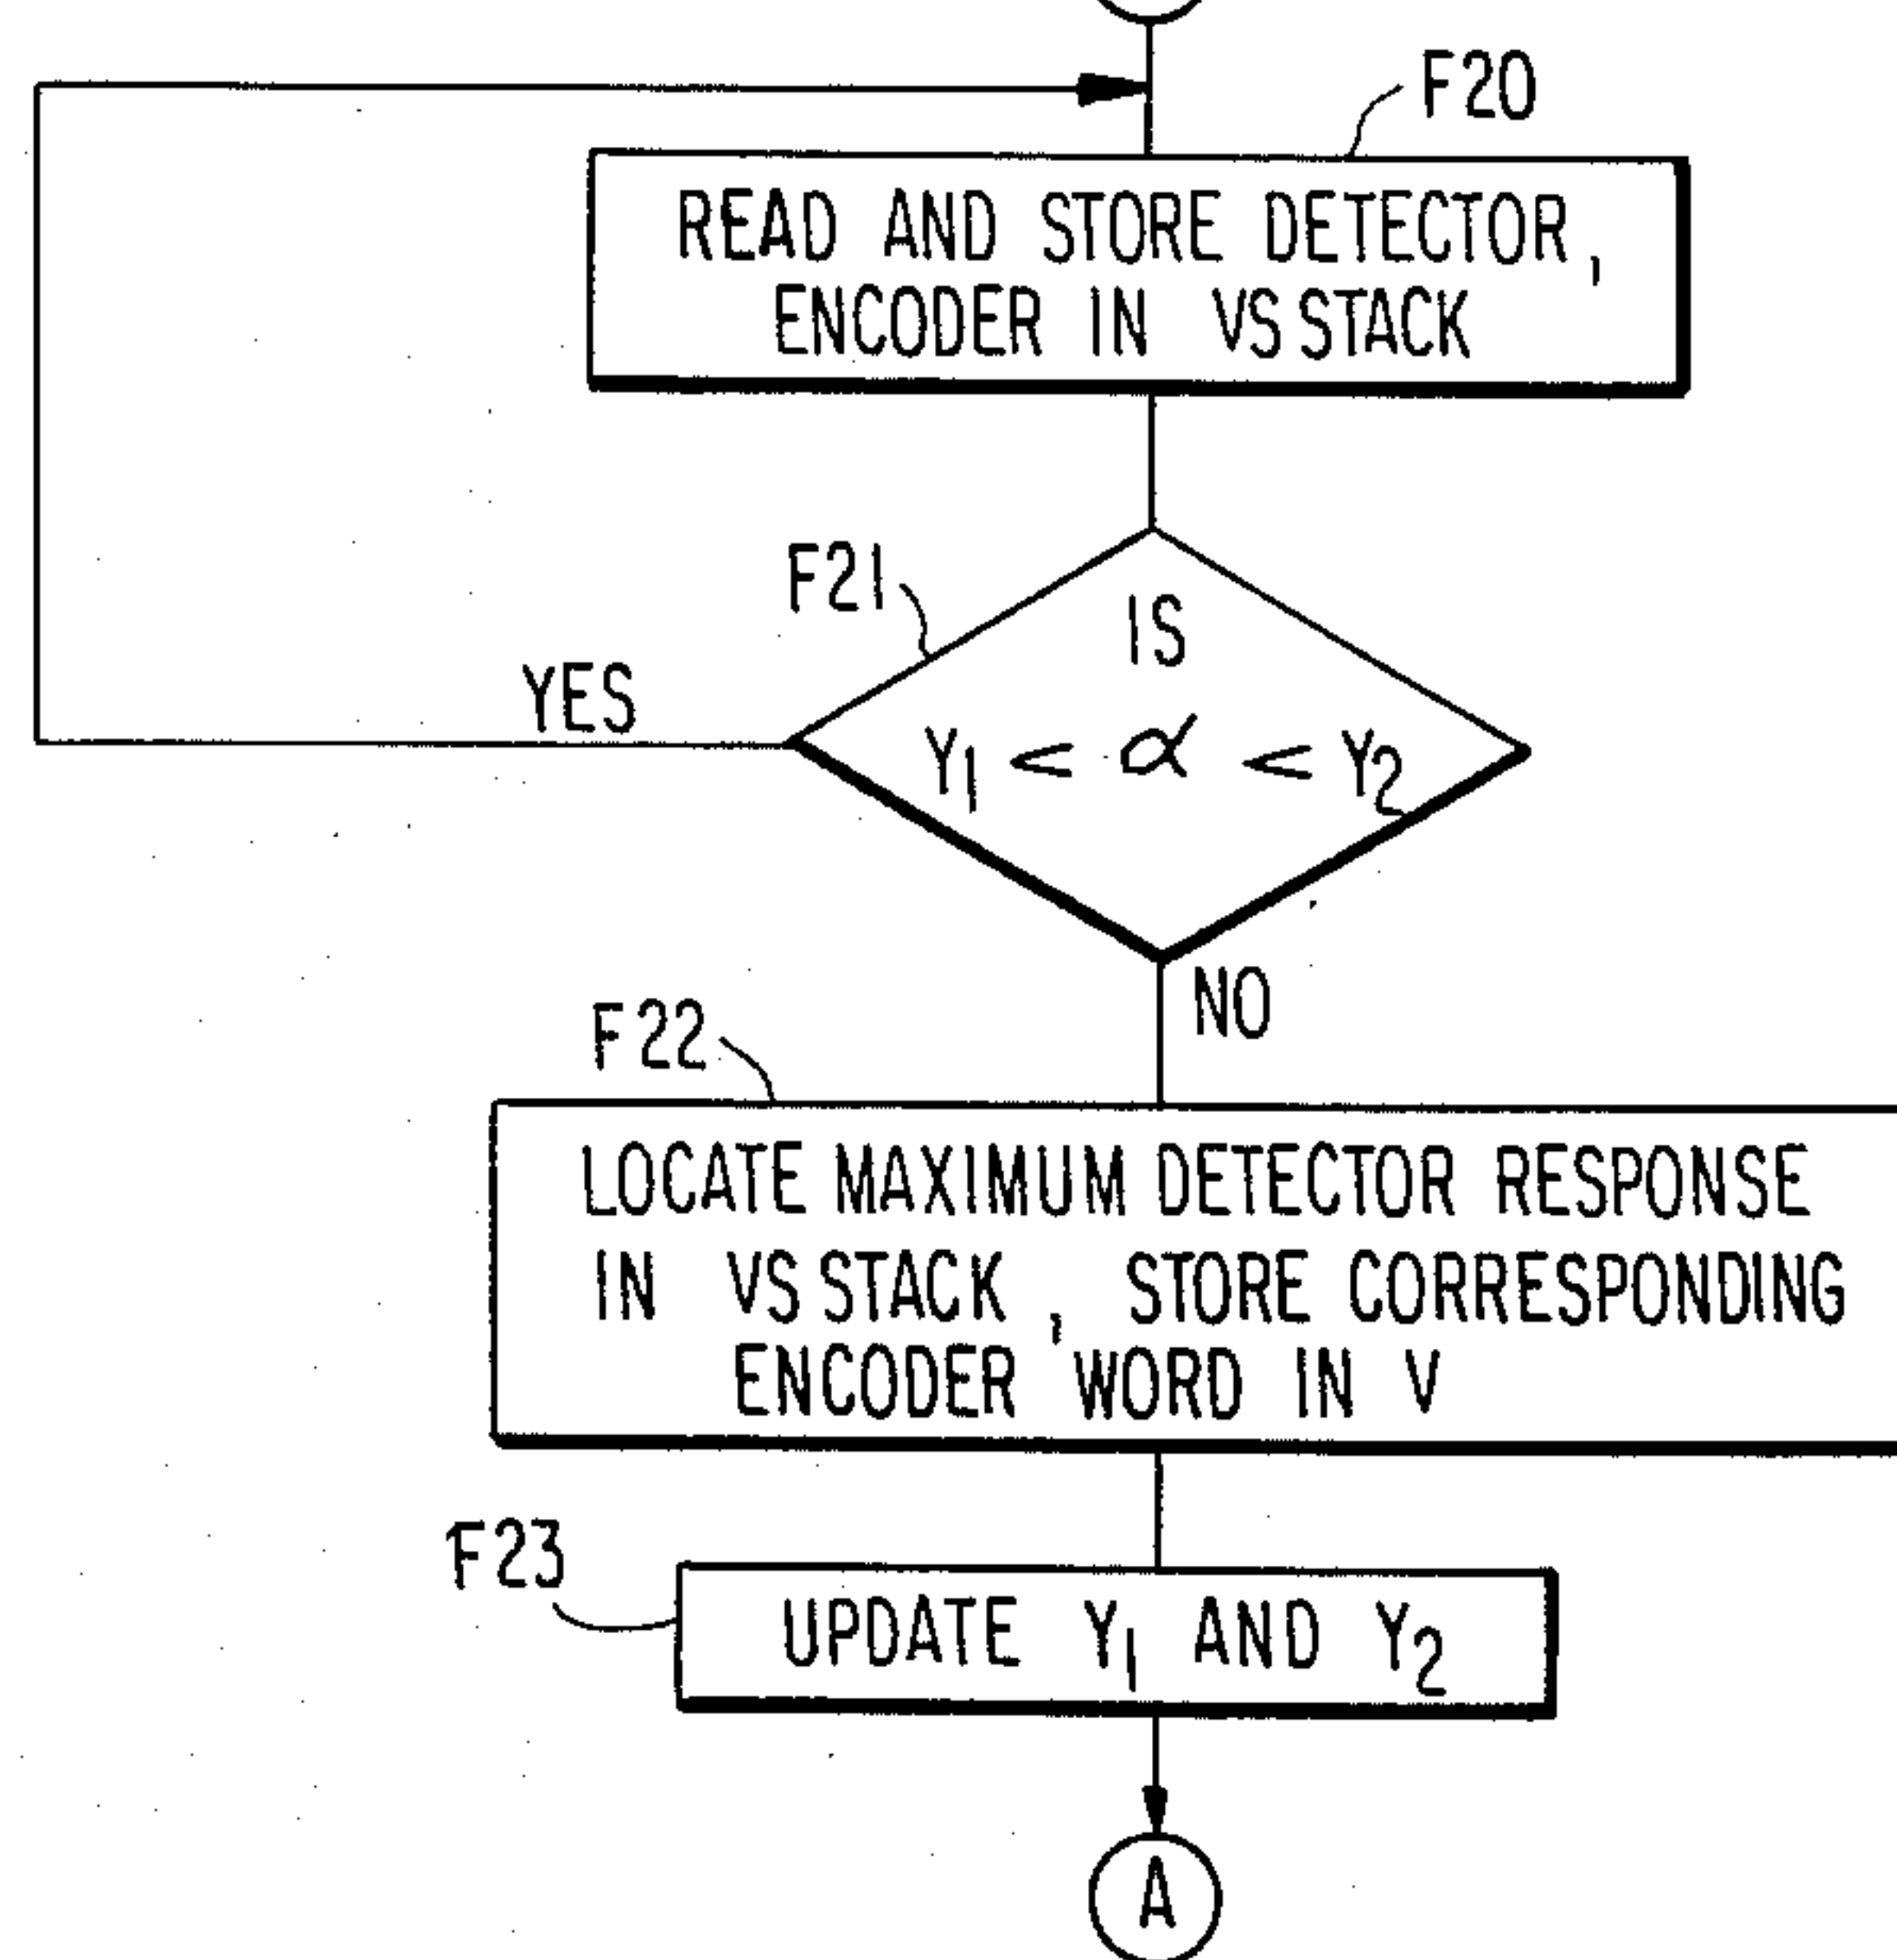 F20
READ AND STORE DETECTOR,
ENCODER IN VS STACK
F21
IS
YES
Y₁ < α < Y₂
NO
F22
LOCATE MAXIMUM DETECTOR RESPONSE
IN VS STACK, STORE CORRESPONDING
ENCODER WORD IN V
F23
UPDATE Y₁ AND Y₂
A